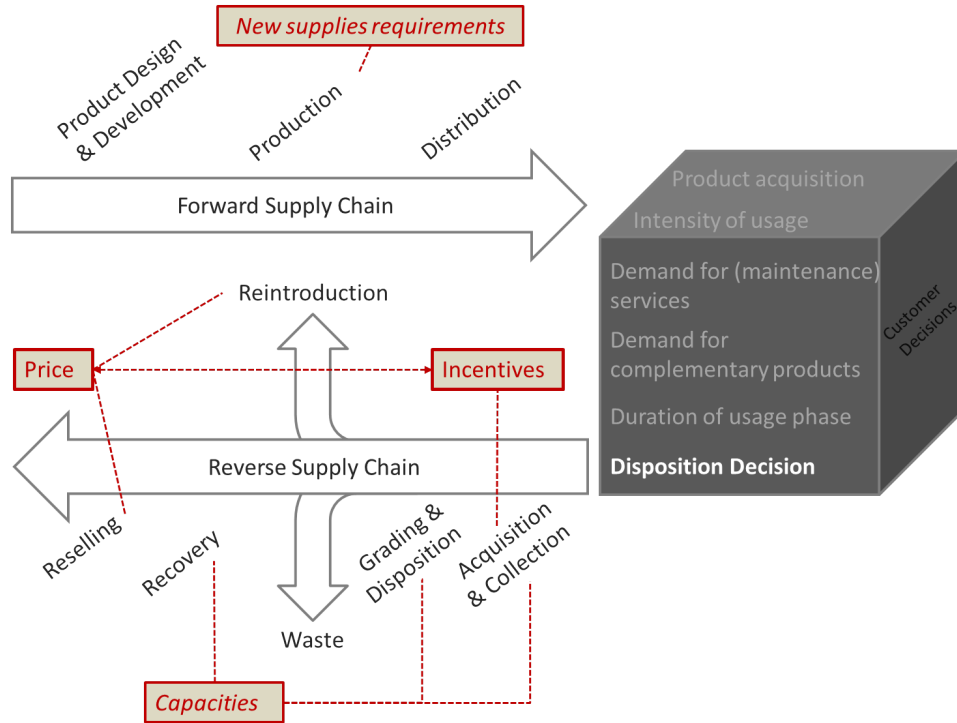 New supplies requirements
Product Design
& Development
Production
Distribution
Forward Supply Chain
Product acquisition
Intensity of usage
Demand for (maintenance)
services
Demand for
complementary products
Duration of usage phase
Disposition Decision
Customer
Decisions
Reintroduction
Price
Incentives
Reverse Supply Chain
Reselling
Recovery
Grading &
Disposition
Acquisition
& Collection
Waste
Capacities